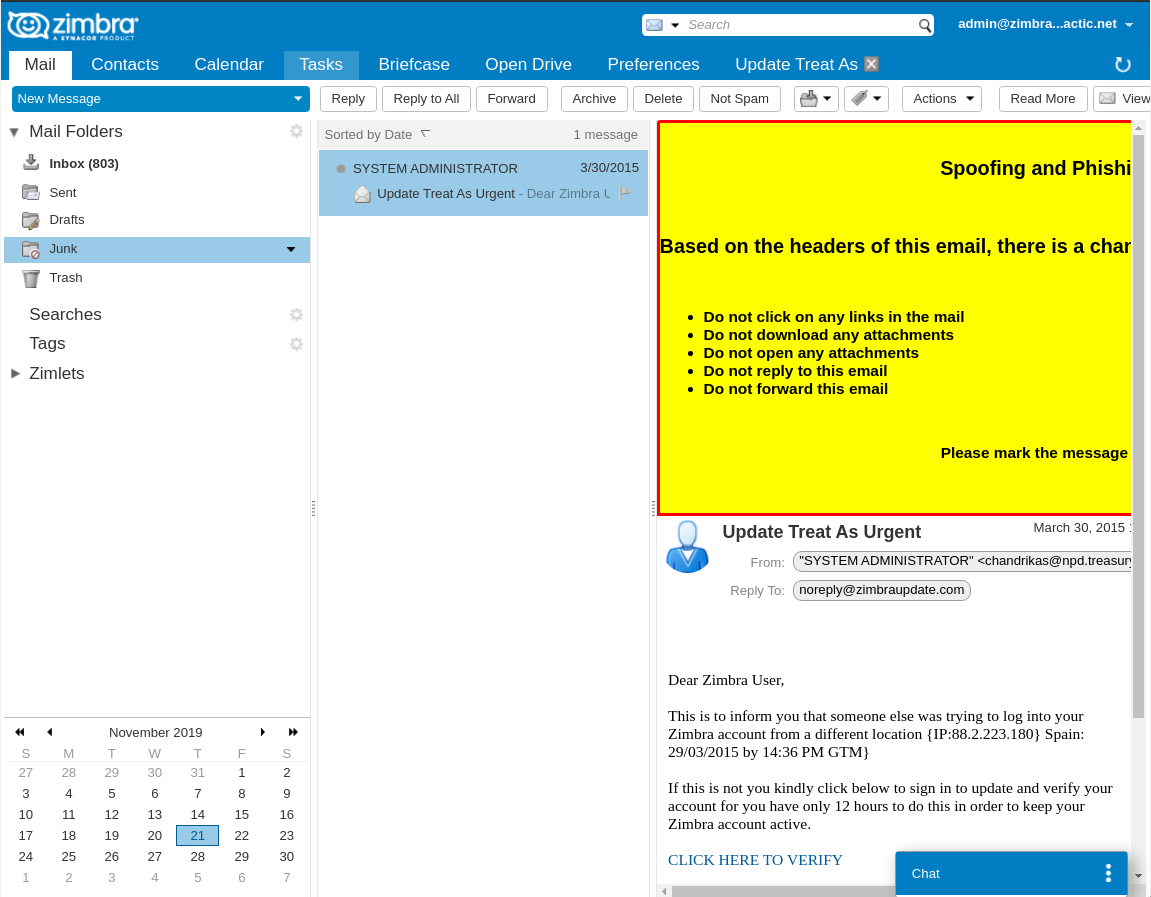 zimbra
A SYNACOR PRODUCT
Search
admin@zimbra...actic.net
Mail Contacts Calendar Tasks Briefcase Open Drive Preferences Update Treat As
New Message
Reply Reply to All Forward Archive Delete Not Spam Actions Read More View
Mail Folders
Inbox (803)
Sent
Drafts
Junk
Trash
Searches
Tags
Zimlets
November 2019
S M T W T F S
27 28 29 30 31 1 2
3 4 5 6 7 8 9
10 11 12 13 14 15 16
17 18 19 20 21 22 23
24 25 26 27 28 29 30
1 2 3 4 5 6 7
Sorted by Date 1 message
SYSTEM ADMINISTRATOR 3/30/2015
Update Treat As Urgent - Dear Zimbra
Spoofing and Phishi
Based on the headers of this email, there is a chan
Do not click on any links in the mail
Do not download any attachments
Do not open any attachments
Do not reply to this email
Do not forward this email
Please mark the message
Update Treat As Urgent March 30, 2015
From: "SYSTEM ADMINISTRATOR" <chandrikas@npd.treasury
Reply To: noreply@zimbraupdate.com
Dear Zimbra User,
This is to inform you that someone else was trying to log into your
Zimbra account from a different location {IP:88.2.223.180} Spain:
29/03/2015 by 14:36 PM GTM}
If this is not you kindly click below to sign in to update and verify your
account for you have only 12 hours to do this in order to keep your
Zimbra account active.
CLICK HERE TO VERIFY
Chat